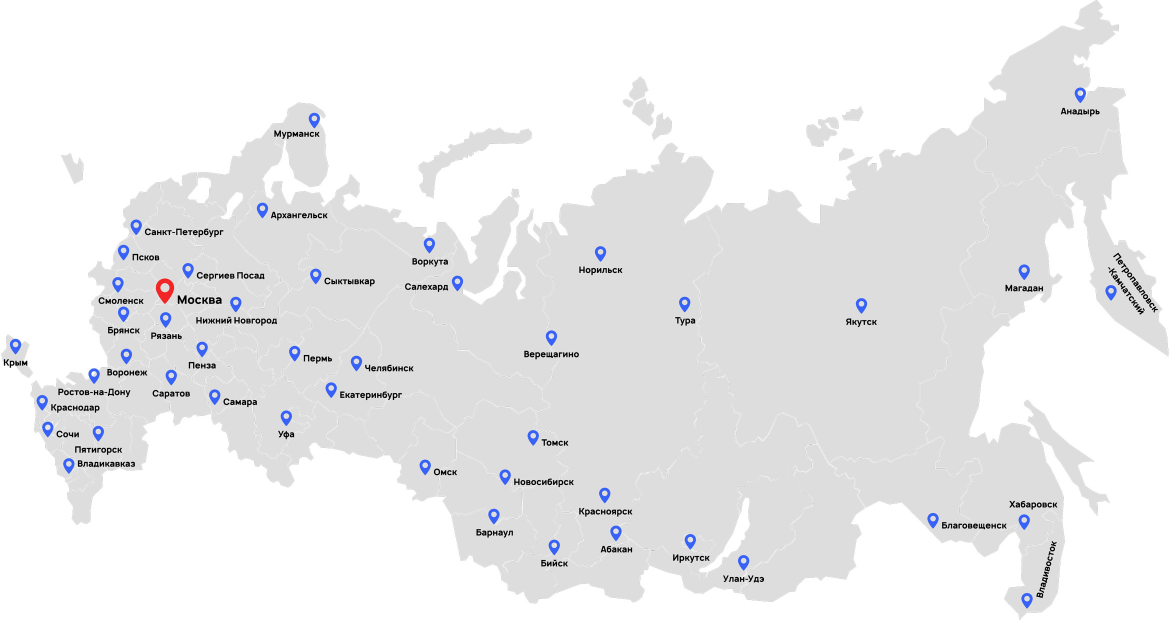 Анадырь
Мурманск
Архангельск
Санкт-Петербург
Псков
Воркута
Сергиев Посад
Сыктывкар
Салехард
Норильск
Магадан
Петропавловск
-Камчатский
Смоленск
Москва
Нижний Новгород
Тура
Якутск
Брянск
Рязань
Верещагино
Крым
Воронеж
Пенза
Пермь
Челябинск
Ростов-на-Дону
Саратов
Самара
Екатеринбург
Краснодар
Сочи
Уфа
Пятигорск
Владикавказ
Томск
Омск
Новосибирск
Красноярск
Хабаровск
Барнаул
Благовещенск
Абакан
Бийск
Иркутск
Улан-Удэ
Владивосток